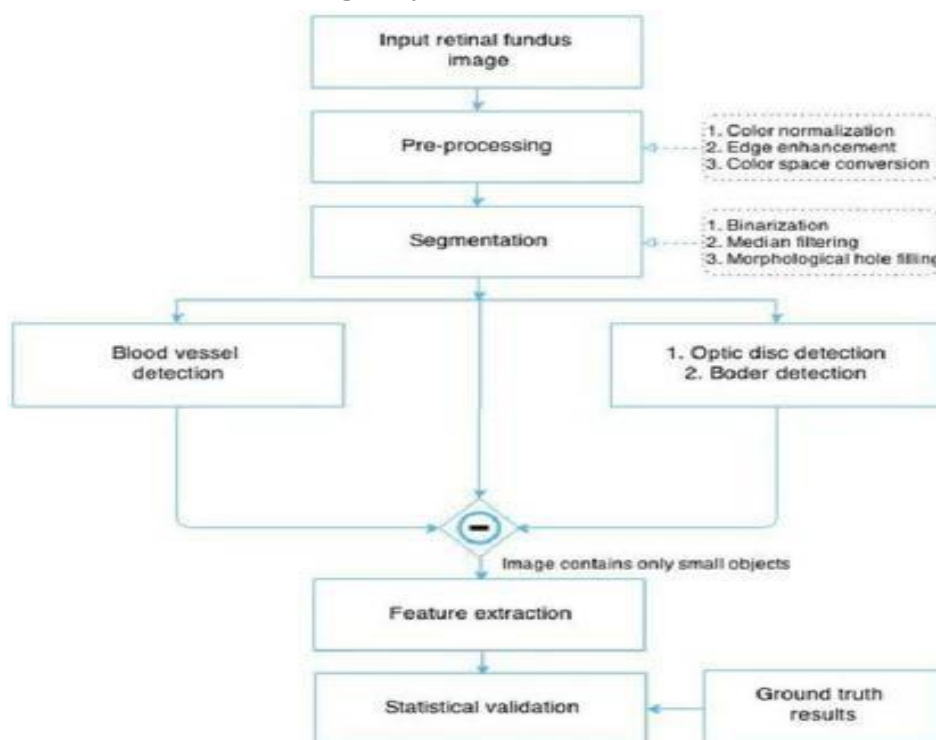 Input retinal fundus
image
Pre-processing
1. Color normalization
2. Edge enhancement
3. Color space conversion
Segmentation
1. Binarization
2. Median filtering
3. Morphological hole filling
Blood vessel
detection
1. Optic disc detection
2. Boder detection
Image contains only small objects
Feature extraction
Statistical validation
Ground truth
results